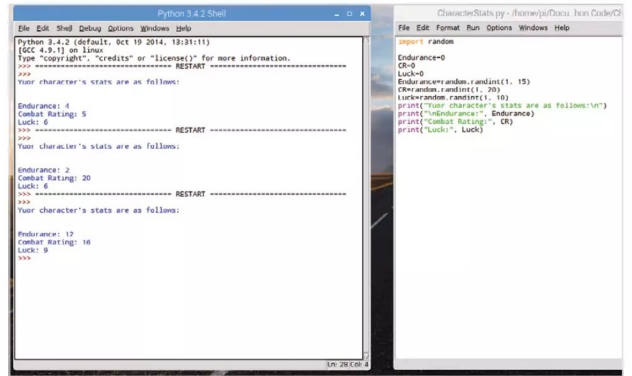 Python 3.4.2 Shell
File Edit Shell Debug Options Windows Help
Python 3.4.2 (default, Oct 19 2014, 13:31:11)
[GCC 4.9.1] on linux
Type "copyright", "credits" or "license()" for more information.
>>> ================================ RESTART ================================
>>>
Your character's stats are as follows:
Endurance: 4
Combat Rating: 5
Luck: 6
>>> ================================ RESTART ================================
>>>
Your character's stats are as follows:
Endurance: 2
Combat Rating: 20
Luck: 6
>>> ================================ RESTART ================================
>>>
Your character's stats are as follows:
Endurance: 12
Combat Rating: 16
Luck: 9
>>>
Ln: 28 Col: 4
CharacterStats.py - /home/pi/Docu...hon Code/Ch
File Edit Format Run Options Windows Help
import random
Endurance=0
CR=0
Luck=0
Endurance=random.randint(1, 15)
CR=random.randint(1, 20)
Luck=random.randint(1, 10)
print("Your character's stats are as follows:\n")
print("\nEndurance:", Endurance)
print("Combat Rating:", CR)
print("Luck:", Luck)